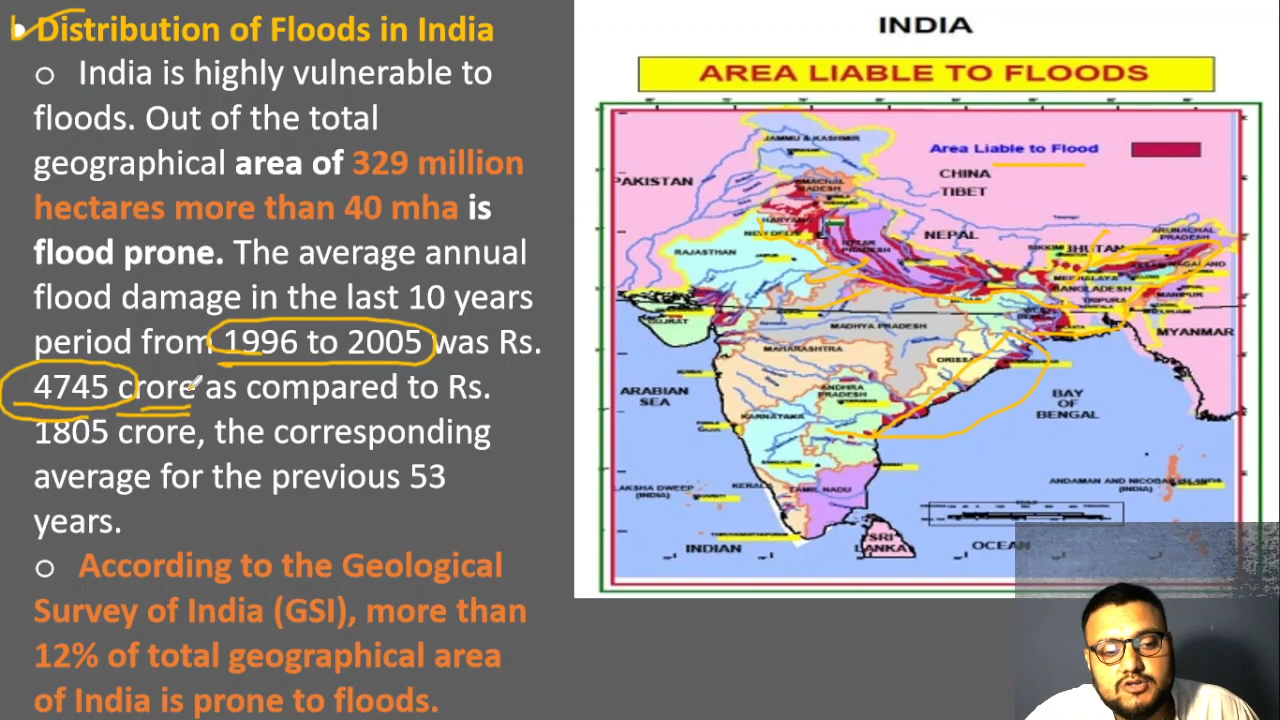 Distribution of Floods in India
○ India is highly vulnerable to
floods. Out of the total
geographical area of 329 million
hectares more than 40 mha is
flood prone. The average annual
flood damage in the last 10 years
period from 1996 to 2005 was Rs.
4745 crore as compared to Rs.
1805 crore, the corresponding
average for the previous 53
years.
○ According to the Geological
Survey of India (GSI), more than
12% of total geographical area
of India is prone to floods.
INDIA
AREA LIABLE TO FLOODS
JAMMU & KASHMIR
Area Liable to Flood
PAKISTAN
CHINA
TIBET
HARYANA
NEW DELHI
NEPAL
SIKKIM
BHUTAN
ARUNACHAL
PRADESH
RAJASTHAN
PRADESH
MEGHALAYA
BANGLADESH
TRIPURA
MANIPUR
GUJRAT
MADHYA PRADESH
MYANMAR
MAHARASHTRA
ORISSA
ARABIAN
SEA
ANDHRA
PRADESH
BAY
OF
BENGAL
KARNATAKA
GOA
LAKSHA DWEEP
(INDIA)
KERALA
TAMIL NADU
ANDAMAN AND NICOBAR ISLANDS
(INDIA)
SRI
LANKA
INDIAN
OCEAN